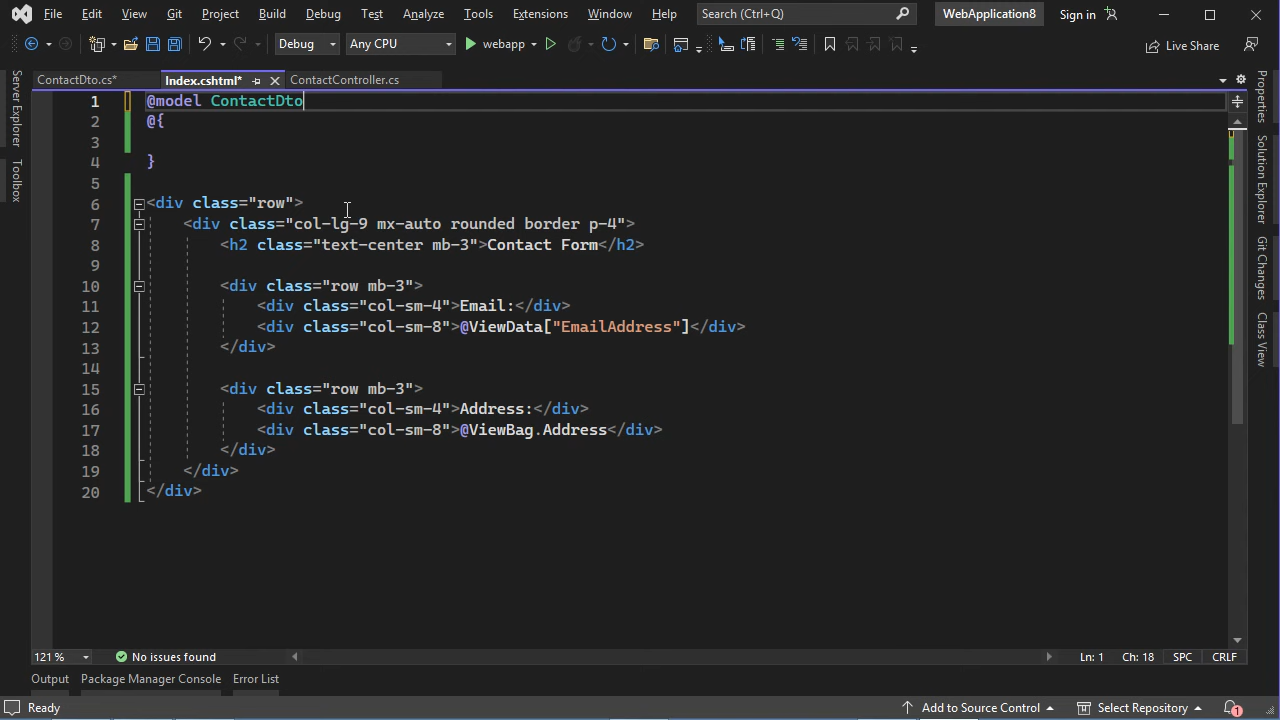 File Edit View Git Project Build Debug Test Analyze Tools Extensions Window Help Search (Ctrl+Q) WebApplication8 Sign in
Debug Any CPU webapp Live Share
ContactDto.cs* Index.cshtml* ContactController.cs
1 @model ContactDto
2 @{
3
4 }
5
6 <div class="row">
7 <div class="col-lg-9 mx-auto rounded border p-4">
8 <h2 class="text-center mb-3">Contact Form</h2>
9
10 <div class="row mb-3">
11 <div class="col-sm-4">Email:</div>
12 <div class="col-sm-8">@ViewData["EmailAddress"]</div>
13 </div>
14
15 <div class="row mb-3">
16 <div class="col-sm-4">Address:</div>
17 <div class="col-sm-8">@ViewBag.Address</div>
18 </div>
19 </div>
20 </div>
Server Explorer
Toolbox
Properties
Solution Explorer
Git Changes
Class View
121 % No issues found Ln: 1 Ch: 18 SPC CRLF
Output Package Manager Console Error List
Ready Add to Source Control Select Repository 1